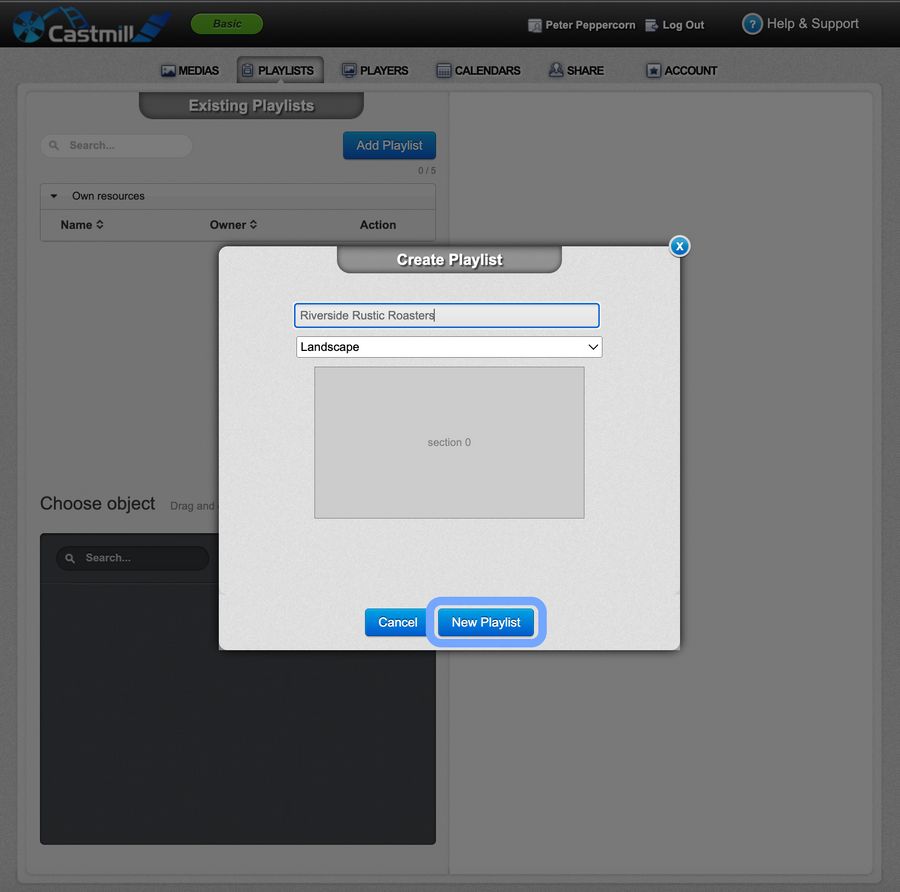 Castmill
Basic
Peter Peppercorn
Log Out
? Help & Support
MEDIAS
PLAYLISTS
PLAYERS
CALENDARS
SHARE
ACCOUNT
Existing Playlists
Search...
Add Playlist
0 / 5
Own resources
Name
Owner
Action
Create Playlist
X
Riverside Rustic Roasters
Landscape
section 0
Cancel
New Playlist
Choose object
Drag and
Search...